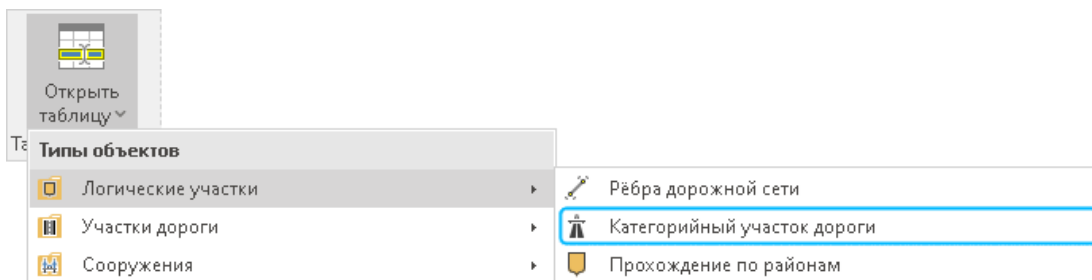 Открыть
таблицу
Та
Типы объектов
Логические участки
Рёбра дорожной сети
Участки дороги
Категорийный участок дороги
Сооружения
Прохождение по районам